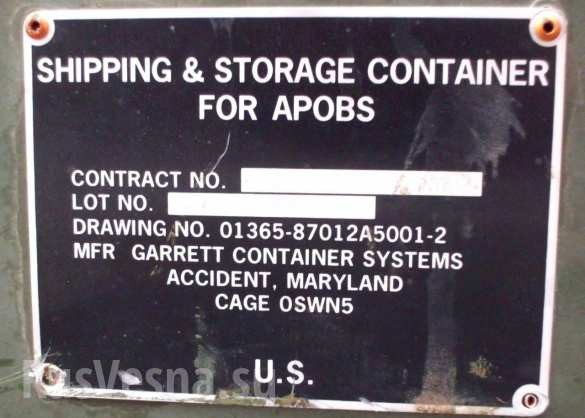 SHIPPING & STORAGE CONTAINER
FOR APOBS
CONTRACT NO.
LOT NO.
DRAWING NO. 01365-87012A5001-2
MFR GARRETT CONTAINER SYSTEMS
ACCIDENT, MARYLAND
CAGE OSWN5
U.S.
RusVesna.su